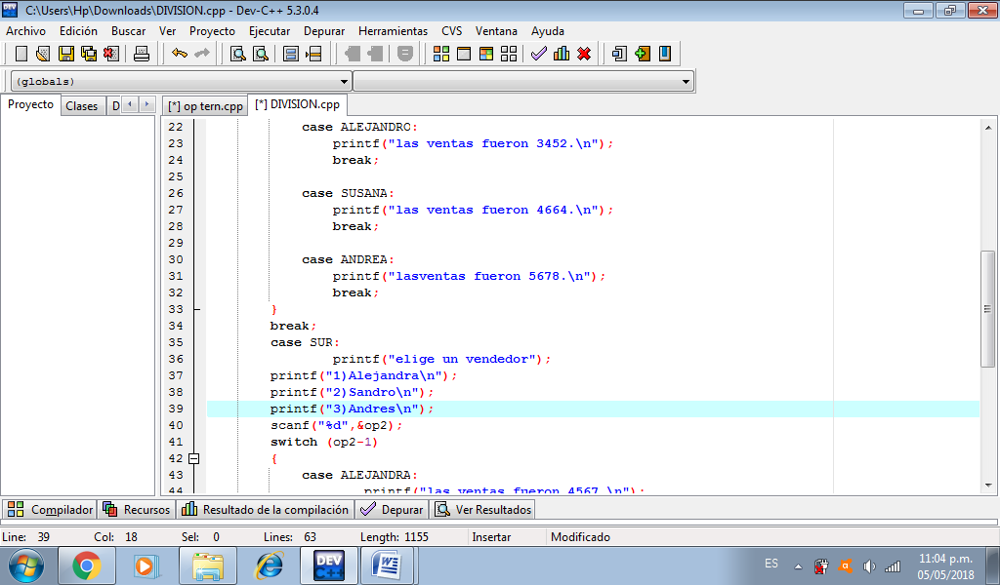 C:\Users\Hp\Downloads\DIVISION.cpp - Dev-C++ 5.3.0.4
Archivo Edición Buscar Ver Proyecto Ejecutar Depurar Herramientas CVS Ventana Ayuda
(globals)
Proyecto Clases D [*] op tern.cpp [*] DIVISION.cpp
22 case ALEJANDRO:
23 printf("las ventas fueron 3452.\n");
24 break;
25
26 case SUSANA:
27 printf("las ventas fueron 4664.\n");
28 break;
29
30 case ANDREA:
31 printf("lasventas fueron 5678.\n");
32 break;
33 }
34 break;
35 case SUR:
36 printf("elige un vendedor");
37 printf("1)Alejandra\n");
38 printf("2)Sandro\n");
39 printf("3)Andres\n");
40 scanf("%d",&op2);
41 switch (op2-1)
42 {
43 case ALEJANDRA:
44 printf("las ventas fueron 4567.\n");
Compilador Recursos Resultado de la compilación Depurar Ver Resultados
Line: 39 Col: 18 Sel: 0 Lines: 63 Length: 1155 Insertar Modificado
DEV C++
ES
11:04 p.m.
05/05/2018